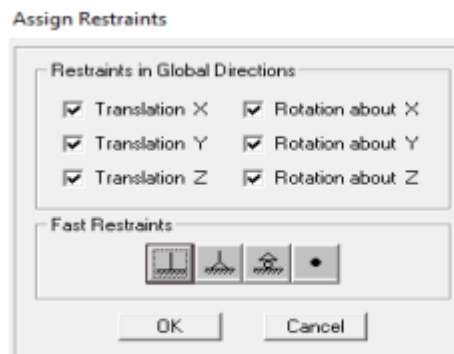 Assign Restraints
Restraints in Global Directions
Translation X Rotation about X
Translation Y Rotation about Y
Translation Z Rotation about Z
Fast Restraints
OK Cancel